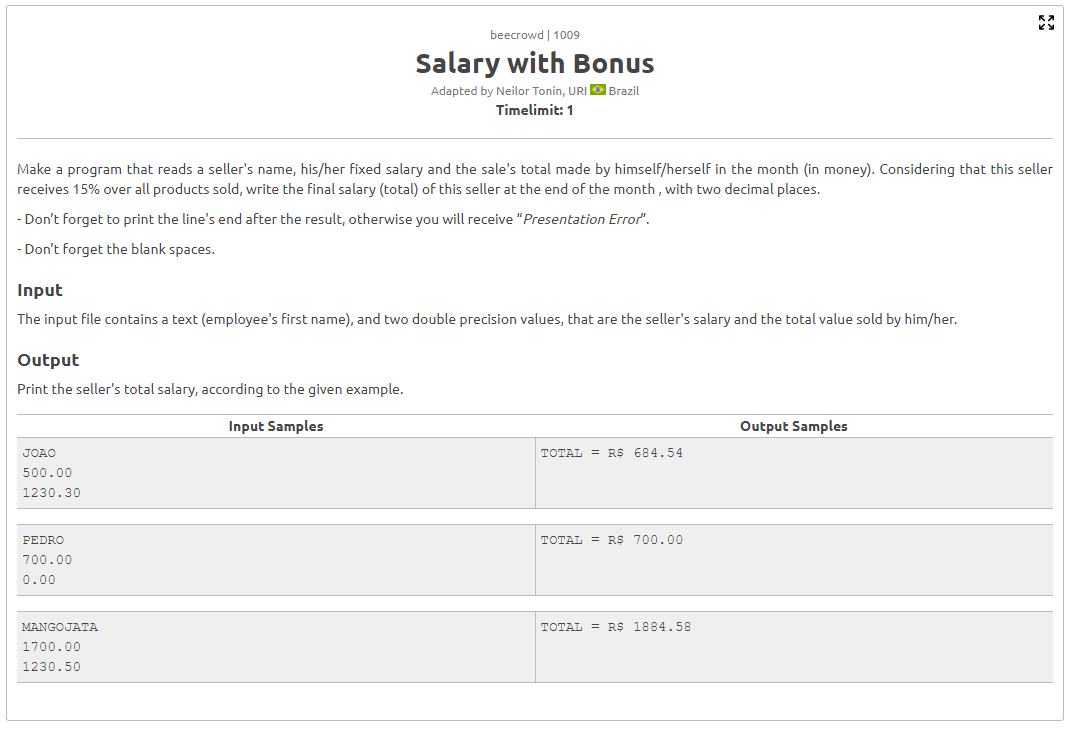 beecrowd | 1009
Salary with Bonus
Adapted by Neilor Tonin, URI Brazil
Timelimit: 1
Make a program that reads a seller's name, his/her fixed salary and the sale's total made by himself/herself in the month (in money). Considering that this seller
receives 15% over all products sold, write the final salary (total) of this seller at the end of the month , with two decimal places.
- Don’t forget to print the line's end after the result, otherwise you will receive “Presentation Error”.
- Don’t forget the blank spaces.
Input
The input file contains a text (employee's first name), and two double precision values, that are the seller's salary and the total value sold by him/her.
Output
Print the seller's total salary, according to the given example.
Input Samples Output Samples
JOAO TOTAL = R$ 684.54
500.00
1230.30
PEDRO TOTAL = R$ 700.00
700.00
0.00
MANGOJATA TOTAL = R$ 1884.58
1700.00
1230.50